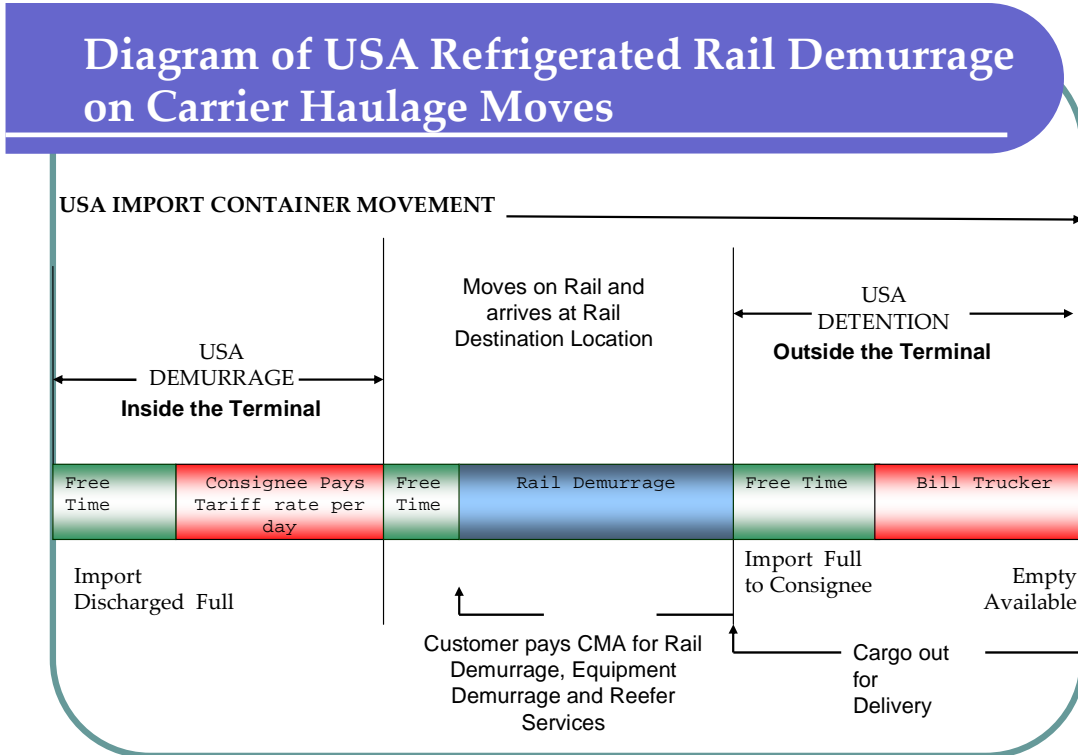 Diagram of USA Refrigerated Rail Demurrage
on Carrier Haulage Moves
USA IMPORT CONTAINER MOVEMENT
USA
DEMURRAGE
Inside the Terminal
Moves on Rail and
arrives at Rail
Destination Location
USA
DETENTION
Outside the Terminal
Free
Time
Consignee Pays
Tariff rate per
day
Free
Time
Rail Demurrage
Free Time
Bill Trucker
Import
Discharged Full
Customer pays CMA for Rail
Demurrage, Equipment
Demurrage and Reefer
Services
Import Full
to Consignee
Empty
Available
Cargo out
for
Delivery